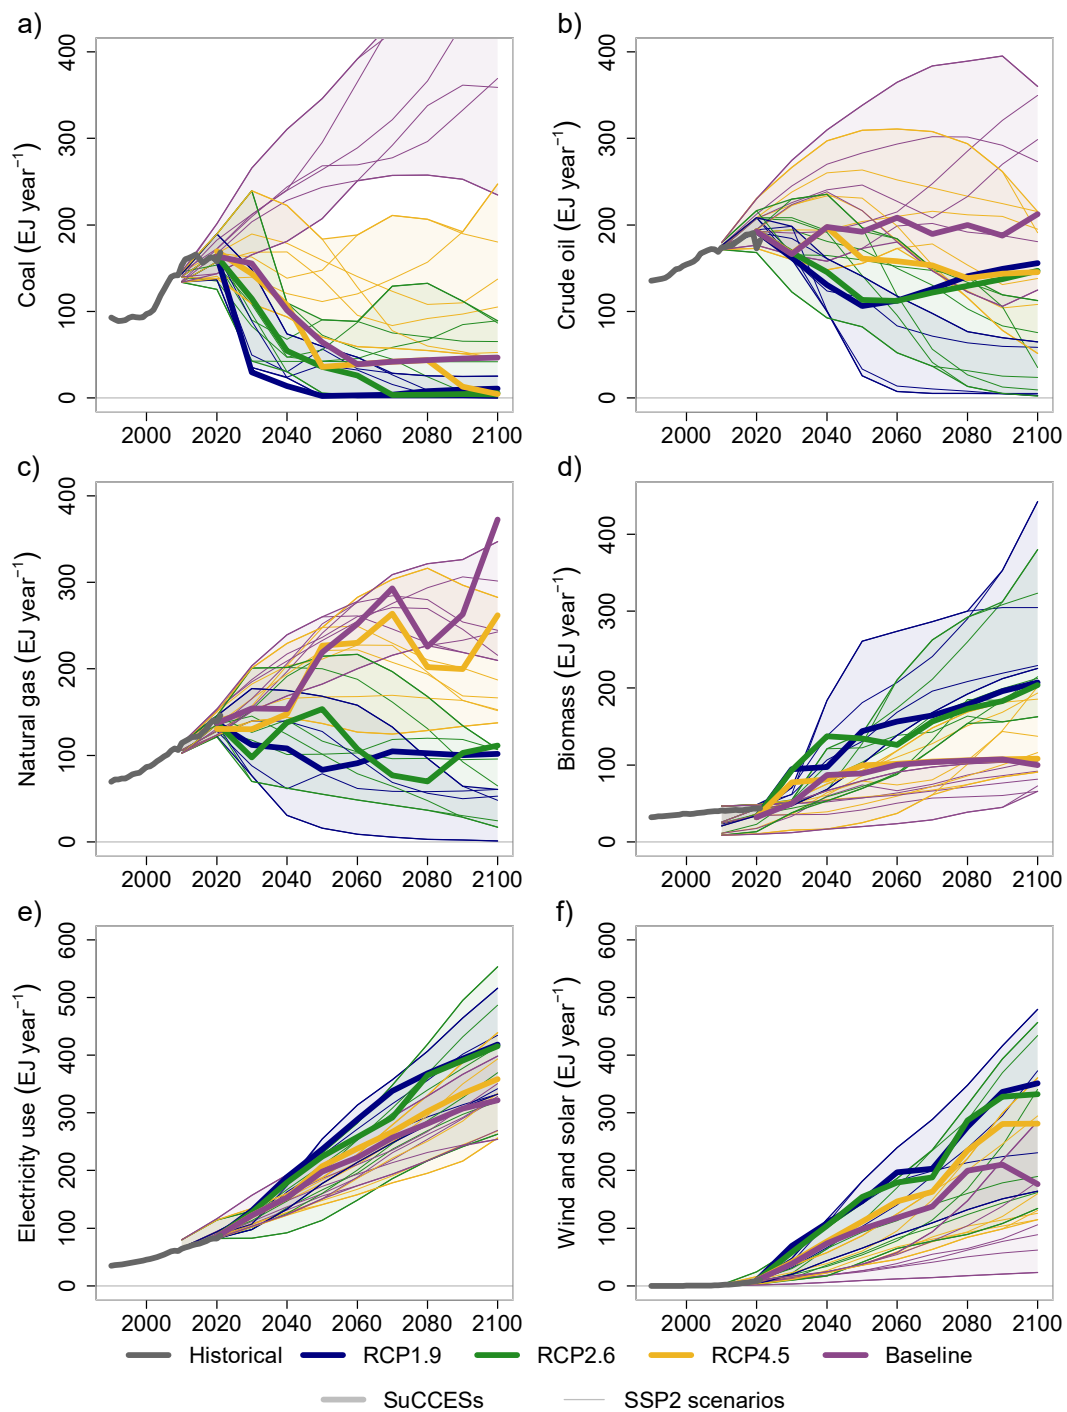 a)
b)
Coal (EJ year⁻¹)
0 100 200 300 400
2000 2020 2040 2060 2080 2100
Crude oil (EJ year⁻¹)
0 100 200 300 400
2000 2020 2040 2060 2080 2100
c)
d)
Natural gas (EJ year⁻¹)
0 100 200 300 400
2000 2020 2040 2060 2080 2100
Biomass (EJ year⁻¹)
0 100 200 300 400
2000 2020 2040 2060 2080 2100
e)
f)
Electricity use (EJ year⁻¹)
0 100 200 300 400 500 600
2000 2020 2040 2060 2080 2100
Wind and solar (EJ year⁻¹)
0 100 200 300 400 500 600
2000 2020 2040 2060 2080 2100
Historical RCP1.9 RCP2.6 RCP4.5 Baseline
SuCCESs SSP2 scenarios